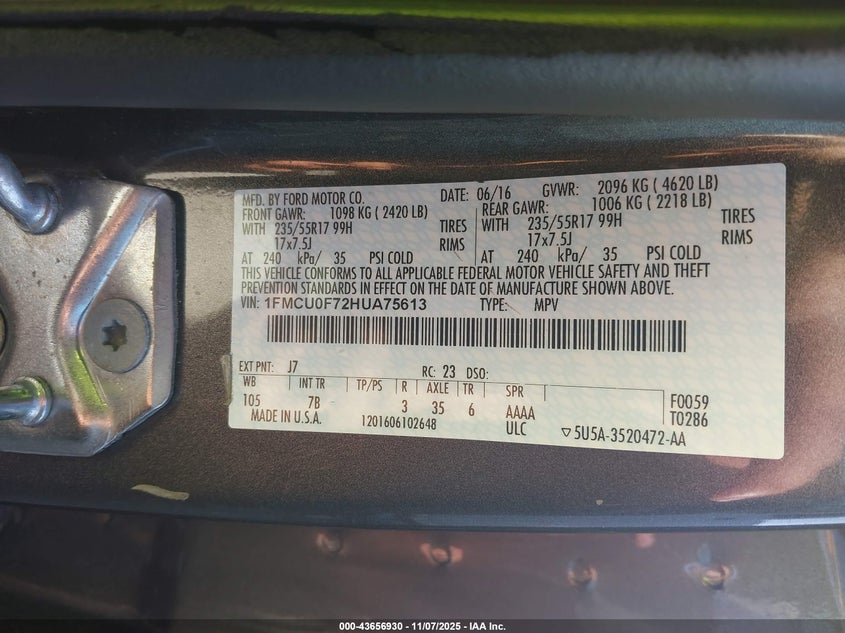 MFD. BY FORD MOTOR CO. DATE: 06/16 GVWR: 2096 KG ( 4620 LB)
FRONT GAWR: 1098 KG ( 2420 LB) REAR GAWR: 1006 KG ( 2218 LB)
WITH 235/55R17 99H TIRES WITH 235/55R17 99H TIRES
17x7.5J RIMS 17x7.5J RIMS
AT 240 kPa/ 35 PSI COLD AT 240 kPa/ 35 PSI COLD
THIS VEHICLE CONFORMS TO ALL APPLICABLE FEDERAL MOTOR VEHICLE SAFETY AND THEFT
PREVENTION STANDARDS IN EFFECT ON THE DATE OF MANUFACTURE SHOWN ABOVE.
VIN: 1FMCU0F72HUA75613 TYPE: MPV
EXT PNT: J7 RC: 23 DSO:
WB INT TR TP/PS R AXLE TR SPR
105 7B 3 35 6 AAAA F0059
MADE IN U.S.A. 1201606102648 ULC T0286
▽5U5A-3520472-AA
000-43656930 - 11/07/2025 - IAA Inc.